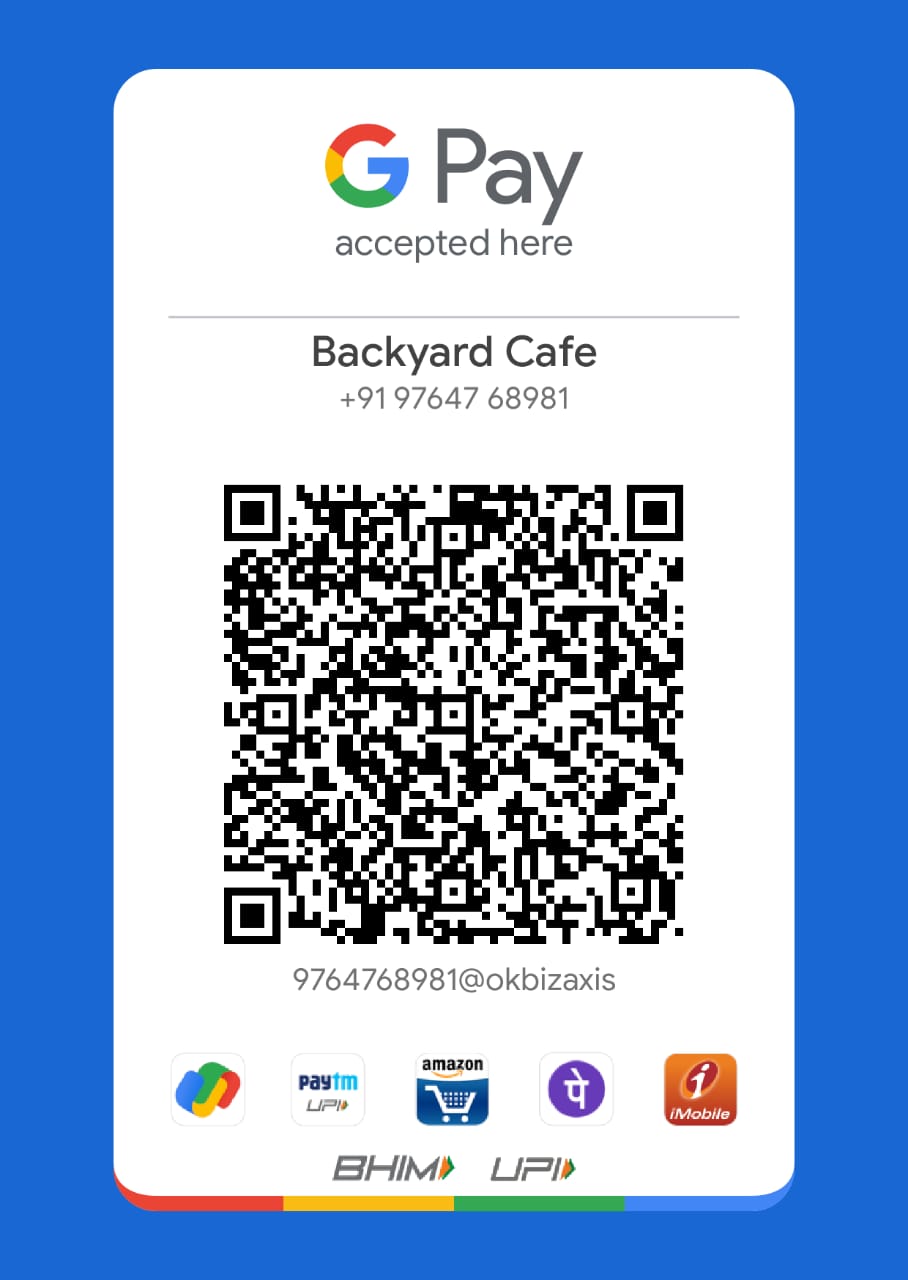 G Pay
accepted here
Backyard Cafe
+91 97647 68981
9764768981@okbizaxis
paytm
UPI
amazon
पे
i
iMobile
BHIM UPI